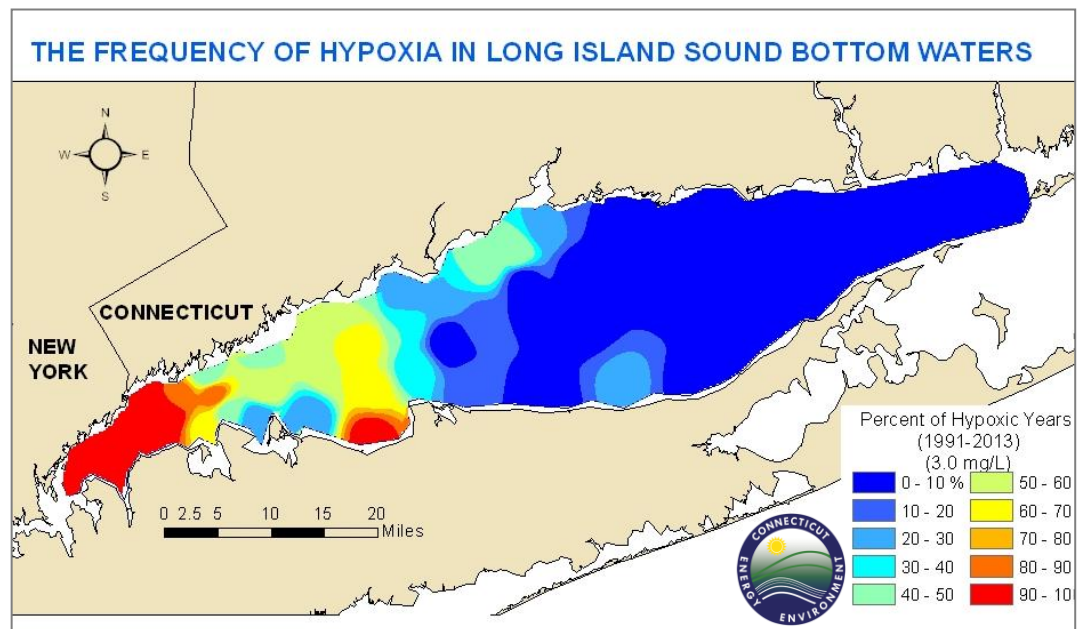 THE FREQUENCY OF HYPOXIA IN LONG ISLAND SOUND BOTTOM WATERS
N
W E
S
CONNECTICUT
NEW
YORK
0 2.5 5 10 15 20
Miles
Percent of Hypoxic Years
(1991-2013)
(3.0 mg/L)
0 - 10 %
10 - 20
20 - 30
30 - 40
40 - 50
50 - 60
60 - 70
70 - 80
80 - 90
90 - 10
CONNECTICUT
ENERGY
ENVIRONMENT